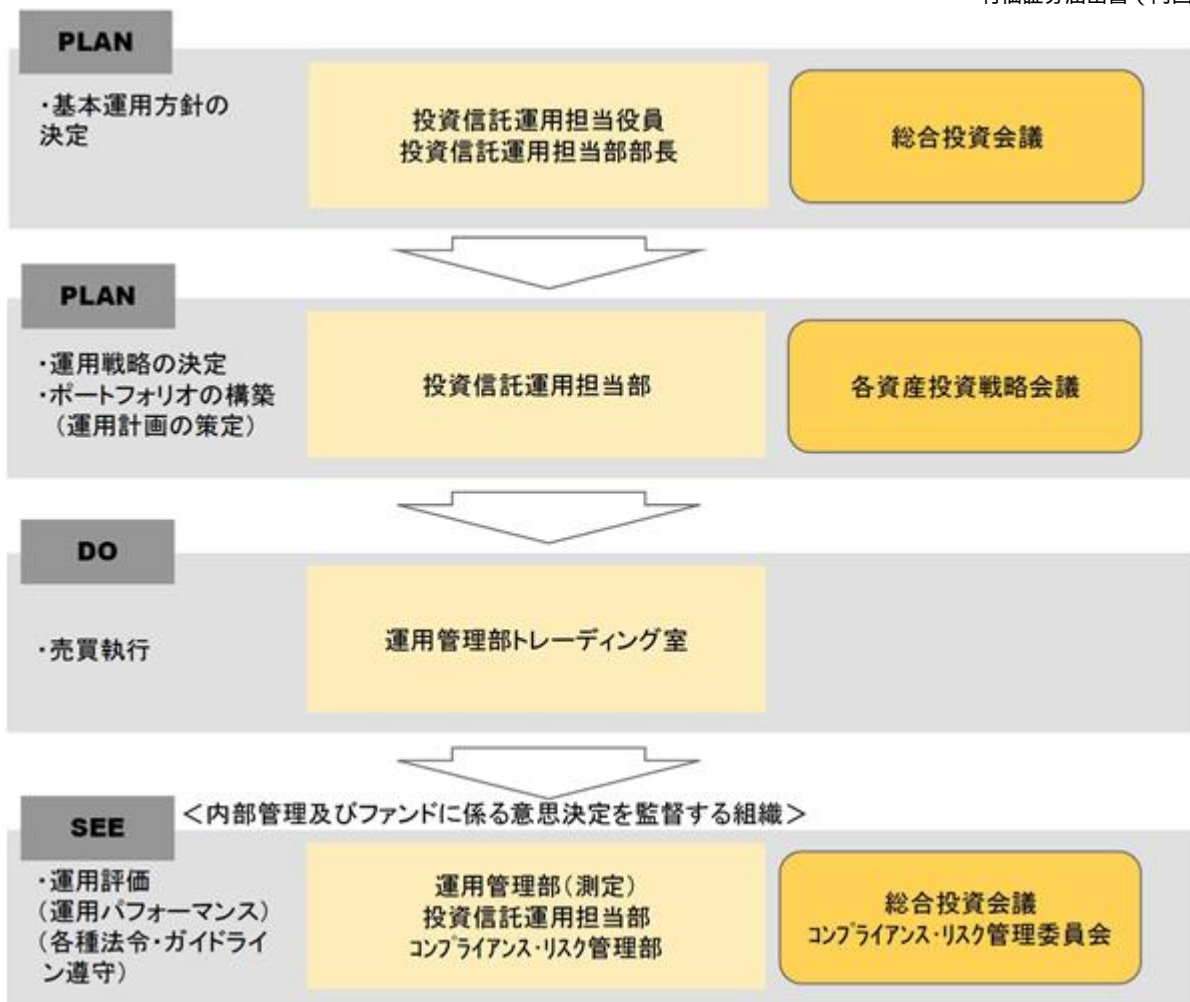 PLAN
・基本運用方針の
決定
投資信託運用担当役員
投資信託運用担当部部長
総合投資会議
PLAN
・運用戦略の決定
・ポートフォリオの構築
（運用計画の策定）
投資信託運用担当部
各資産投資戦略会議
DO
・売買執行
運用管理部トレーディング室
SEE
＜内部管理及びファンドに係る意思決定を監督する組織＞
・運用評価
（運用パフォーマンス）
（各種法令・ガイドライ
ン遵守）
運用管理部（測定）
投資信託運用担当部
ｺﾝﾌﾟﾗｲｱﾝｽ・ﾘｽｸ管理部
総合投資会議
ｺﾝﾌﾟﾗｲｱﾝｽ・ﾘｽｸ管理委員会